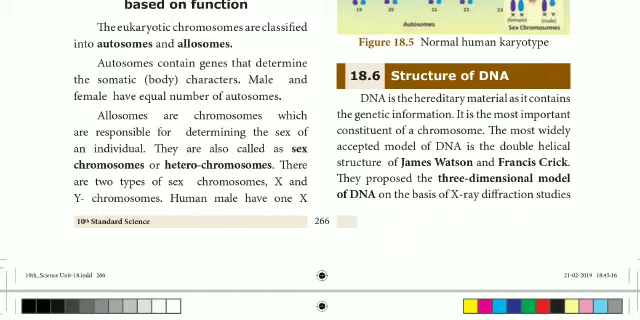 based on function
The eukaryotic chromosomes are classified
into autosomes and allosomes.
Autosomes contain genes that determine
the somatic (body) characters. Male and
female have equal number of autosomes.
Allosomes are chromosomes which
are responsible for determining the sex of
an individual. They are also called as sex
chromosomes or hetero-chromosomes. There
are two types of sex chromosomes, X and
Y- chromosomes. Human male have one X
19 20 21 22
Autosomes
X X X Y
(female) (male)
Sex Chromosomes
Figure 18.5 Normal human karyotype
18.6 Structure of DNA
DNA is the hereditary material as it contains
the genetic information. It is the most important
constituent of a chromosome. The most widely
accepted model of DNA is the double helical
structure of James Watson and Francis Crick.
They proposed the three-dimensional model
of DNA on the basis of X-ray diffraction studies
10th Standard Science
266
10th_Science Unit-18.indd 266
21-02-2019 18:45:16